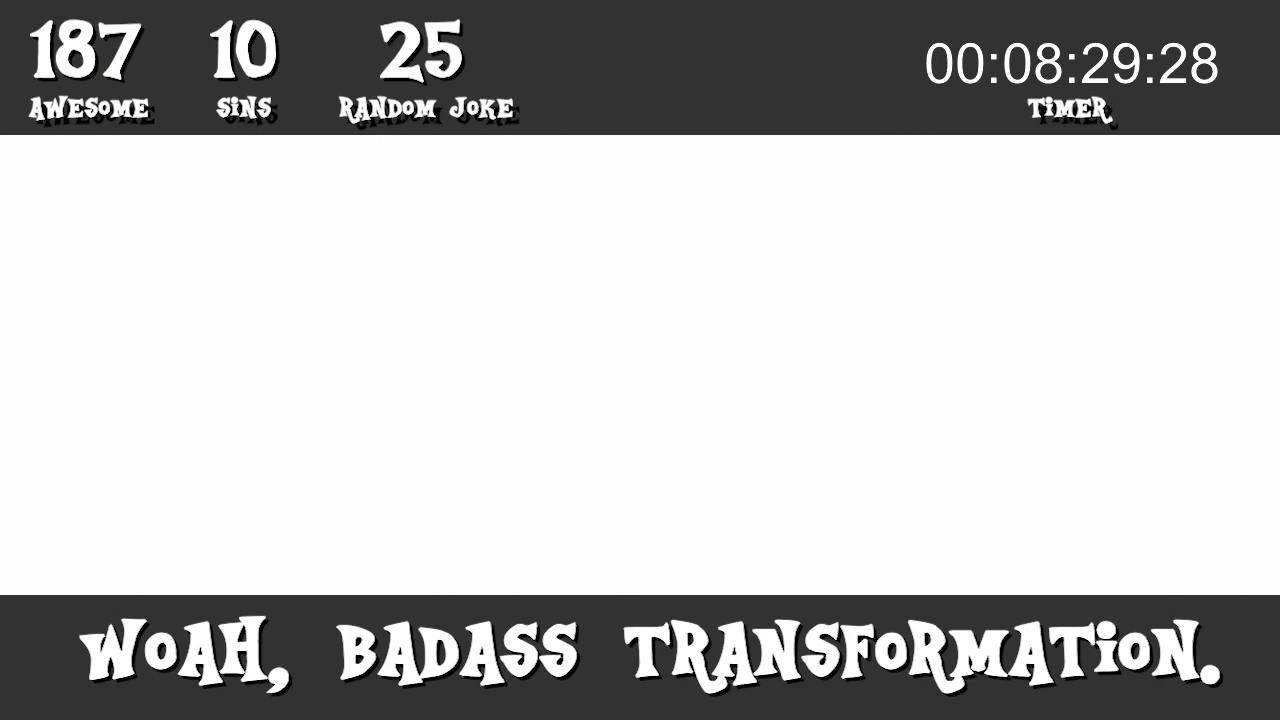 187 10 25 00:08:29:28
AWESOME SiNS RANDOM JOKE TiMER
WOAH, BADASS TRANSFORMATiON.